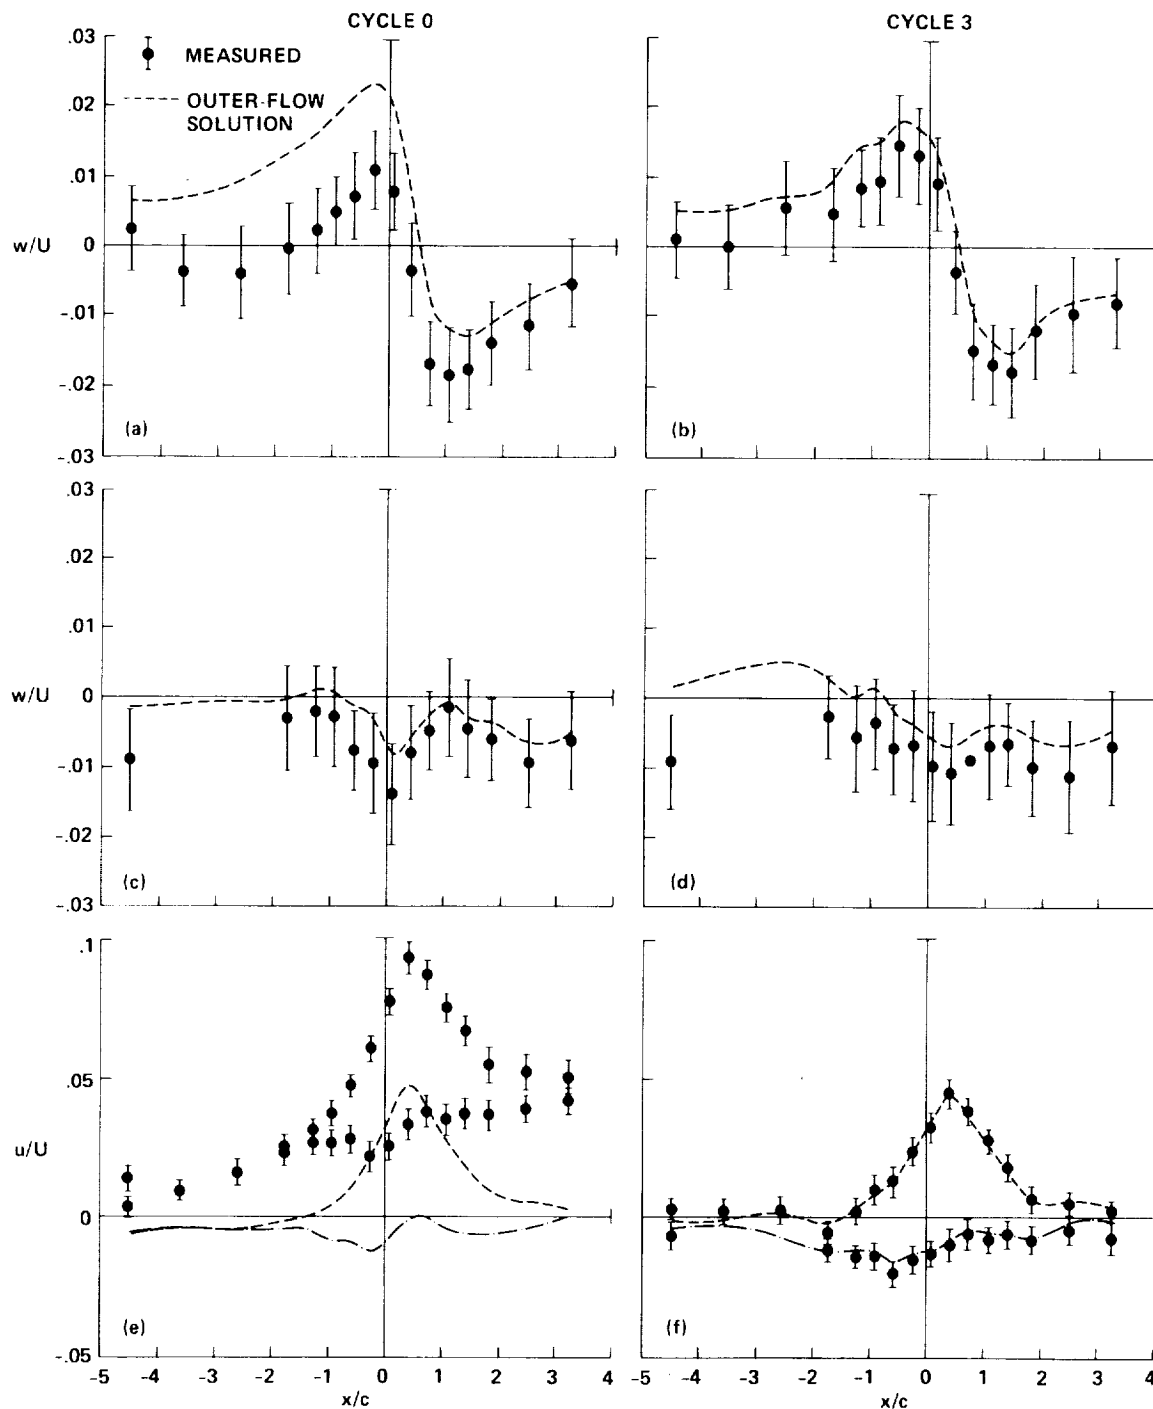 CYCLE 0
CYCLE 3
.03
.02
.01
w/U 0
-.01
-.02
-.03
MEASURED
OUTER-FLOW
SOLUTION
(a)
(b)
.03
.02
.01
w/U 0
-.01
-.02
-.03
(c)
(d)
.1
.05
u/U
0
-.05
(e)
(f)
-5 -4 -3 -2 -1 0 1 2 3 4
x/c
-5 -4 -3 -2 -1 0 1 2 3 4
x/c